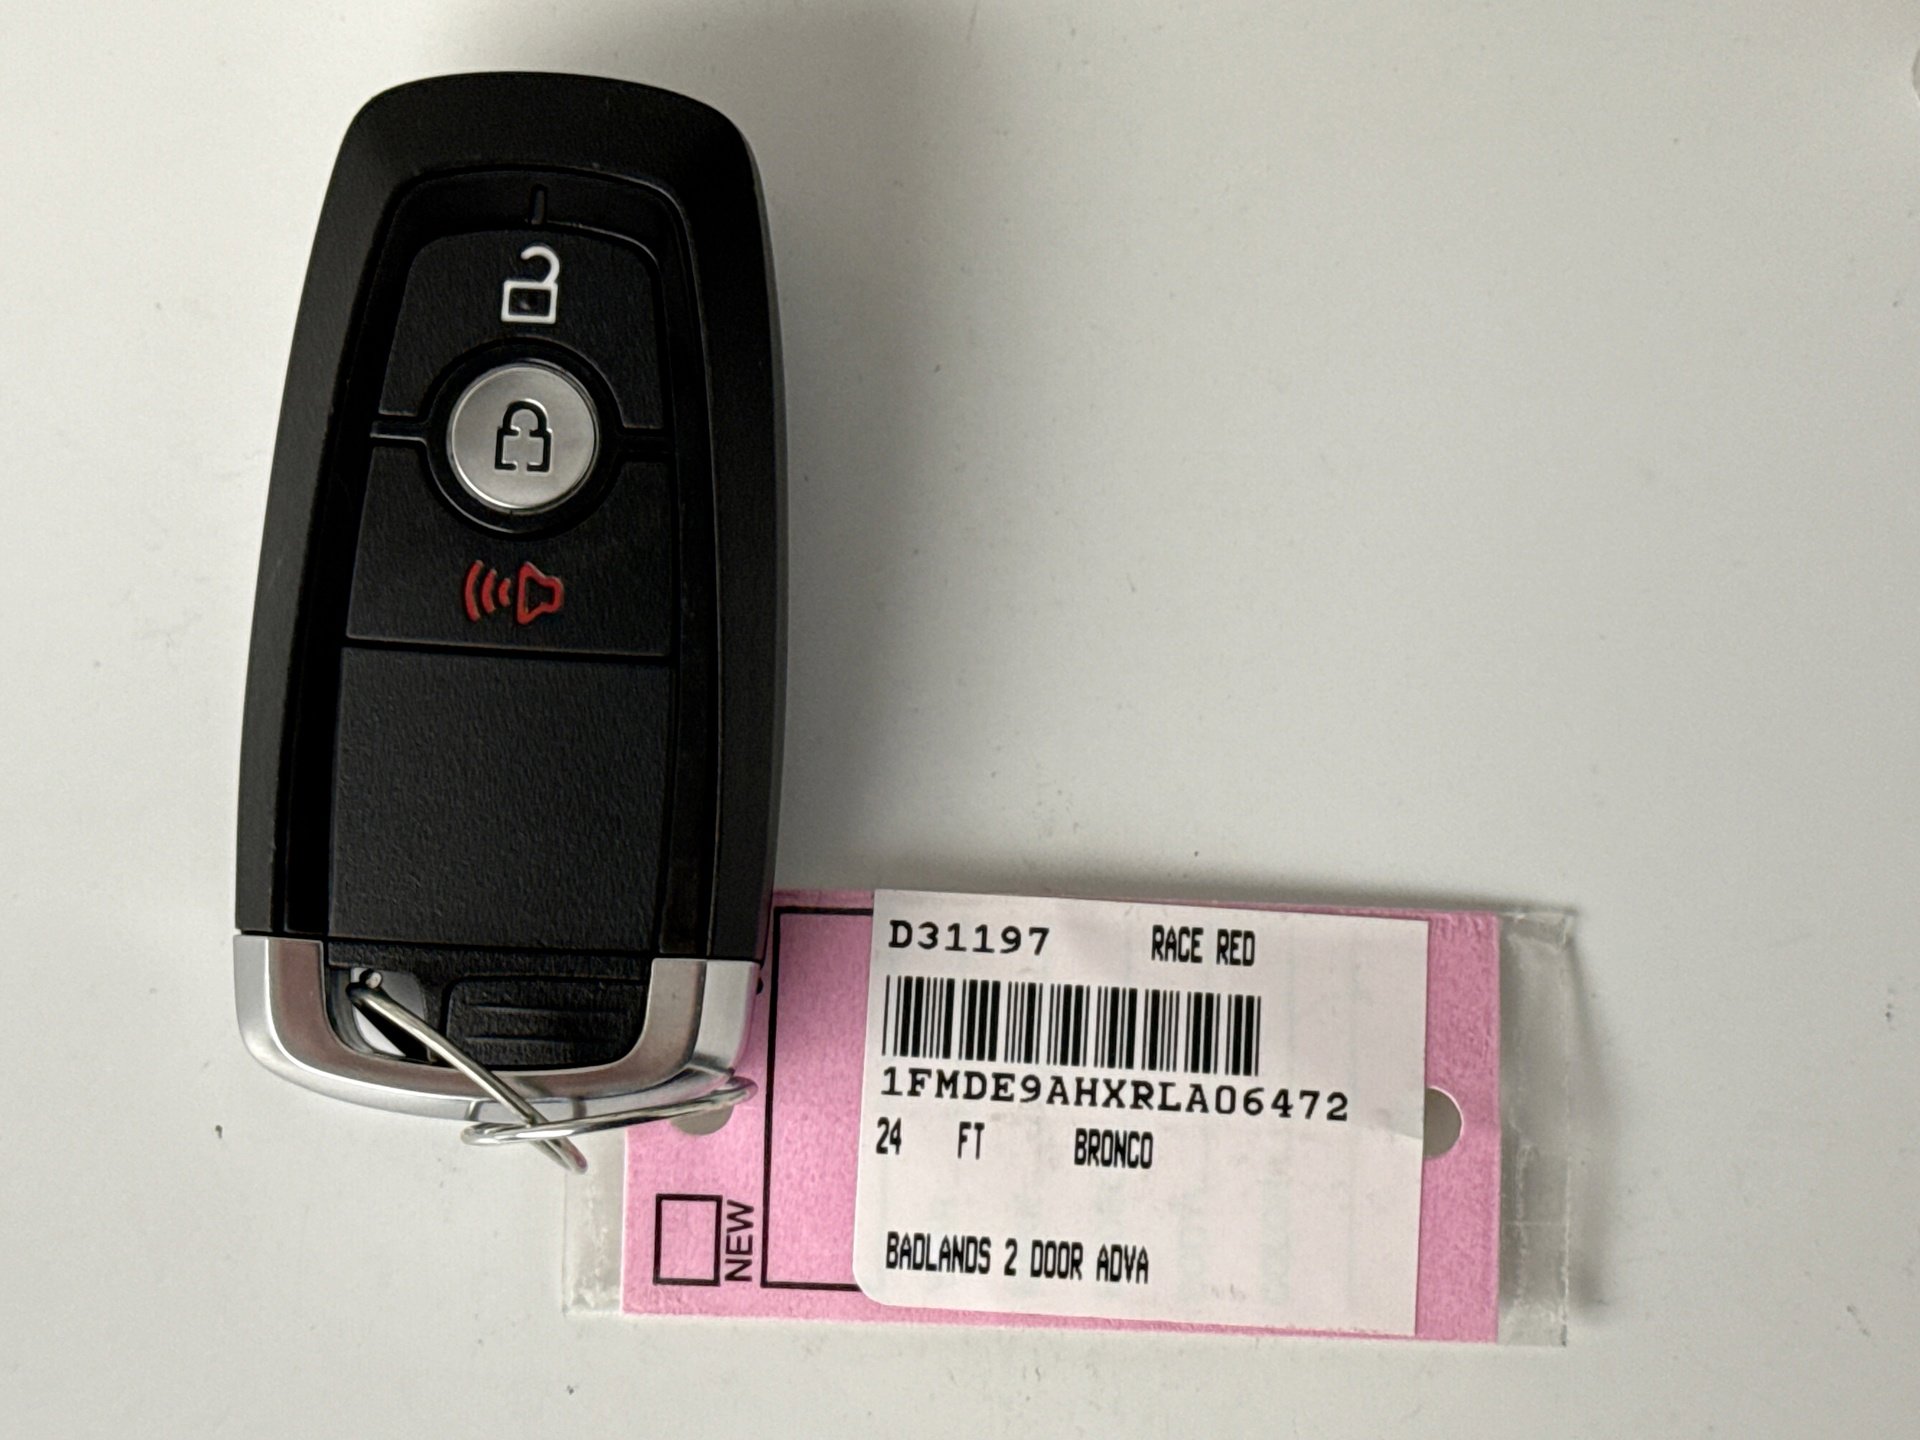 D31197 RACE RED
1FMDE9AHXRLA06472
24 FT BRONCO
BADLANDS 2 DOOR ADVA
NEW